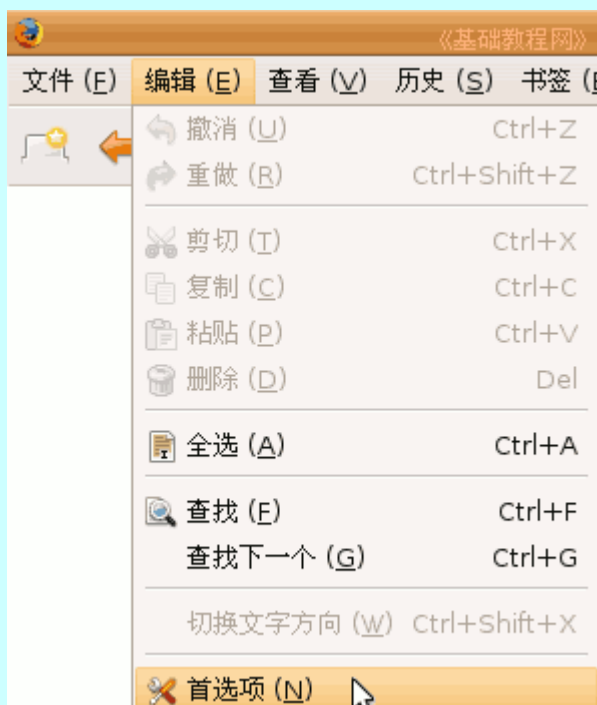 《基础教程网》
文件 (F) 编辑 (E) 查看 (V) 历史 (S) 书签 (
撤消 (U) Ctrl+Z
重做 (R) Ctrl+Shift+Z
剪切 (T) Ctrl+X
复制 (C) Ctrl+C
粘贴 (P) Ctrl+V
删除 (D) Del
全选 (A) Ctrl+A
查找 (F) Ctrl+F
查找下一个 (G) Ctrl+G
切换文字方向 (W) Ctrl+Shift+X
首选项 (N)